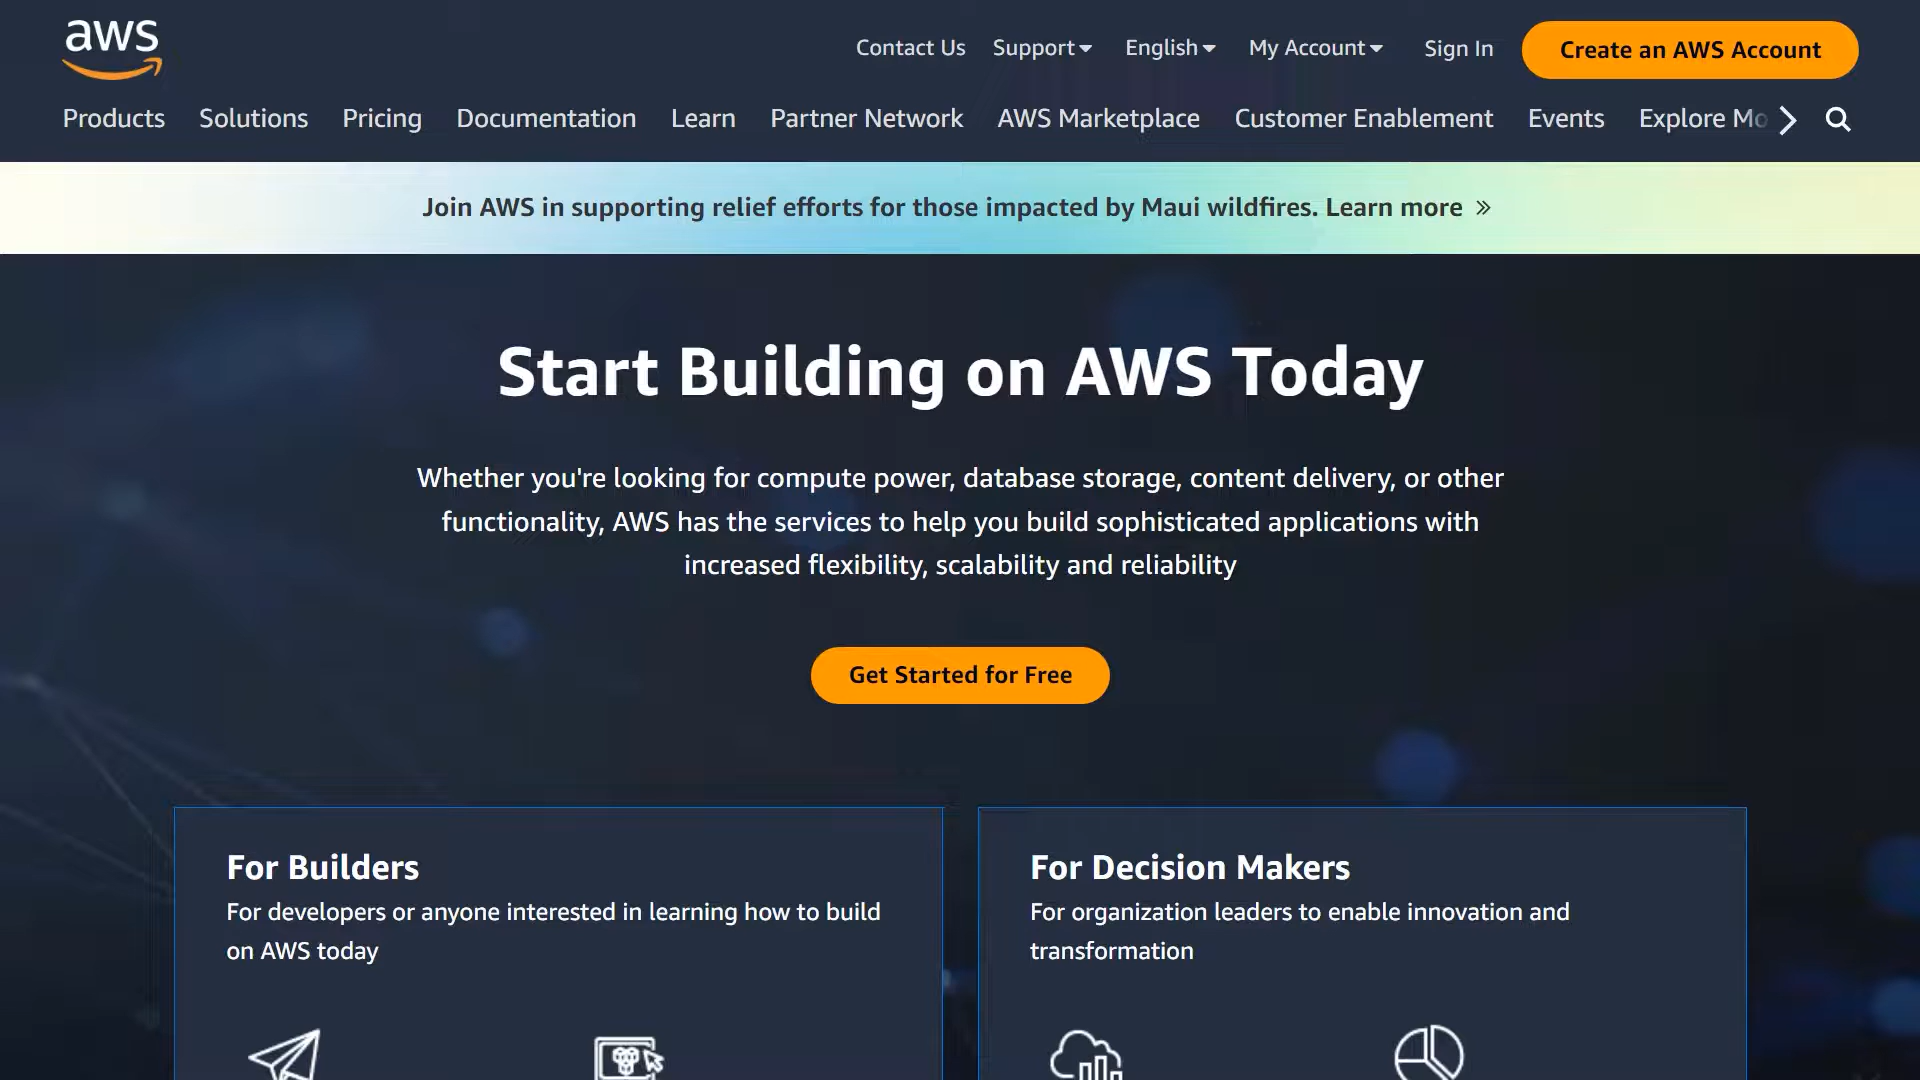 aws
Contact Us Support English My Account Sign In Create an AWS Account
Products Solutions Pricing Documentation Learn Partner Network AWS Marketplace Customer Enablement Events Explore Mo
Join AWS in supporting relief efforts for those impacted by Maui wildfires. Learn more »
Start Building on AWS Today
Whether you're looking for compute power, database storage, content delivery, or other
functionality, AWS has the services to help you build sophisticated applications with
increased flexibility, scalability and reliability
Get Started for Free
For Builders
For developers or anyone interested in learning how to build
on AWS today
For Decision Makers
For organization leaders to enable innovation and
transformation